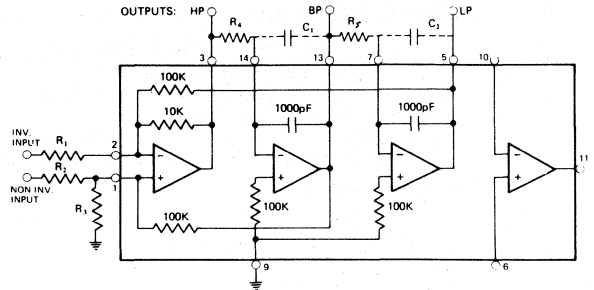 OUTPUTS: HP BP LP
R4 C1 R5 C2
3 14 13 7 5 10
100K
10K 1000pF 1000pF
INV. INPUT R1 2 - - - -
11
R2 1 + + + +
NON INV. INPUT
R3 100K 100K 100K
9 6